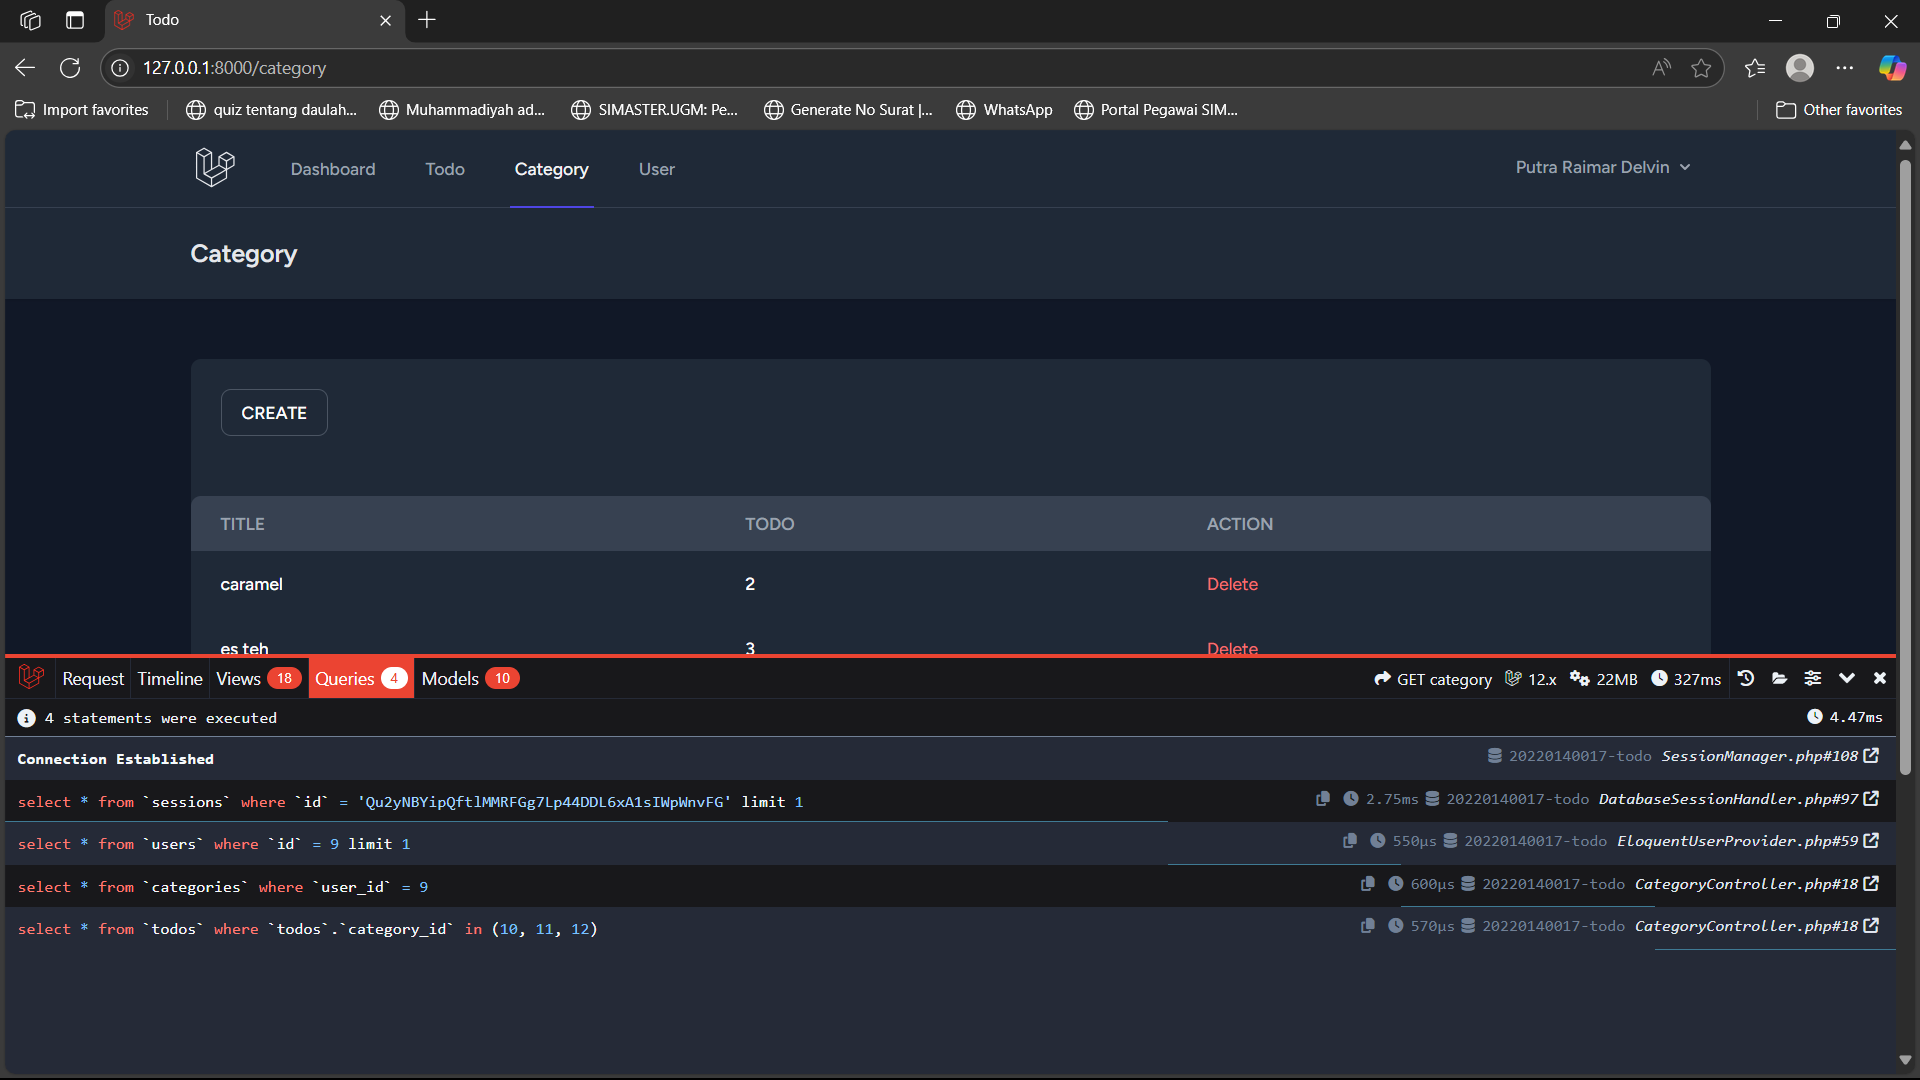 Todo
127.0.0.1:8000/category
Import favorites
quiz tentang daulah...
Muhammadiyah ad...
SIMASTER.UGM: Pe...
Generate No Surat |...
WhatsApp
Portal Pegawai SIM...
Other favorites
Dashboard
Todo
Category
User
Putra Raimar Delvin
Category
CREATE
TITLE TODO ACTION
caramel 2 Delete
es teh 3 Delete
Request Timeline Views 18 Queries 4 Models 10 GET category 12.x 22MB 327ms
4 statements were executed 4.47ms
Connection Established 20220140017-todo SessionManager.php#108
select * from `sessions` where `id` = 'Qu2yNBYipQftlMMRFGg7Lp44DDL6xA1sIWpWnvFG' limit 1 2.75ms 20220140017-todo DatabaseSessionHandler.php#97
select * from `users` where `id` = 9 limit 1 550μs 20220140017-todo EloquentUserProvider.php#59
select * from `categories` where `user_id` = 9 600μs 20220140017-todo CategoryController.php#18
select * from `todos` where `todos`.`category_id` in (10, 11, 12) 570μs 20220140017-todo CategoryController.php#18